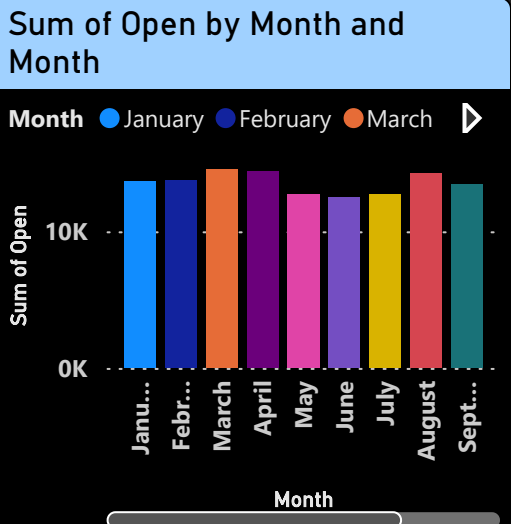 Sum of Open by Month and
Month
Month January February March
Sum of Open
10K
0K
Janu...
Febr...
March
April
May
June
July
August
Sept...
Month